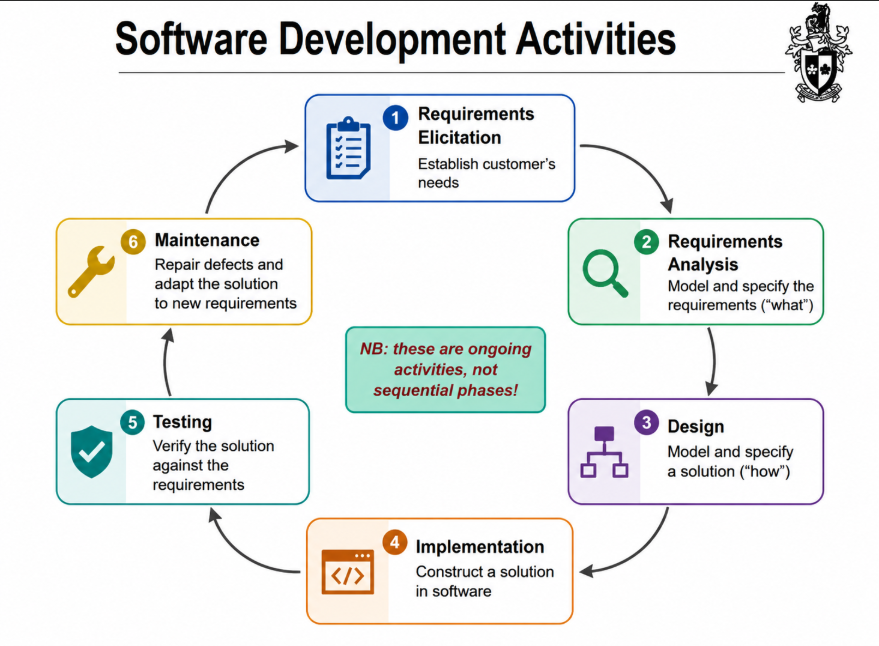 Software Development Activities
1
Requirements
Elicitation
Establish customer's
needs
2
Requirements
Analysis
Model and specify the
requirements (“what”)
3
Design
Model and specify
a solution (“how”)
4
Implementation
Construct a solution
in software
</>
5
Testing
Verify the solution
against the
requirements
6
Maintenance
Repair defects and
adapt the solution
to new requirements
NB: these are ongoing
activities, not
sequential phases!